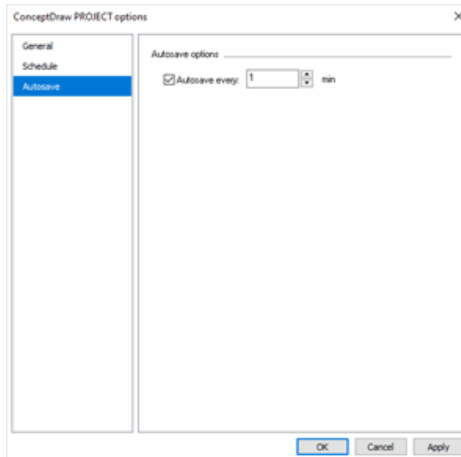 ConceptDraw PROJECT options
General
Schedule
Autosave
Autosave options
Autosave every: 1 min
OK Cancel Apply